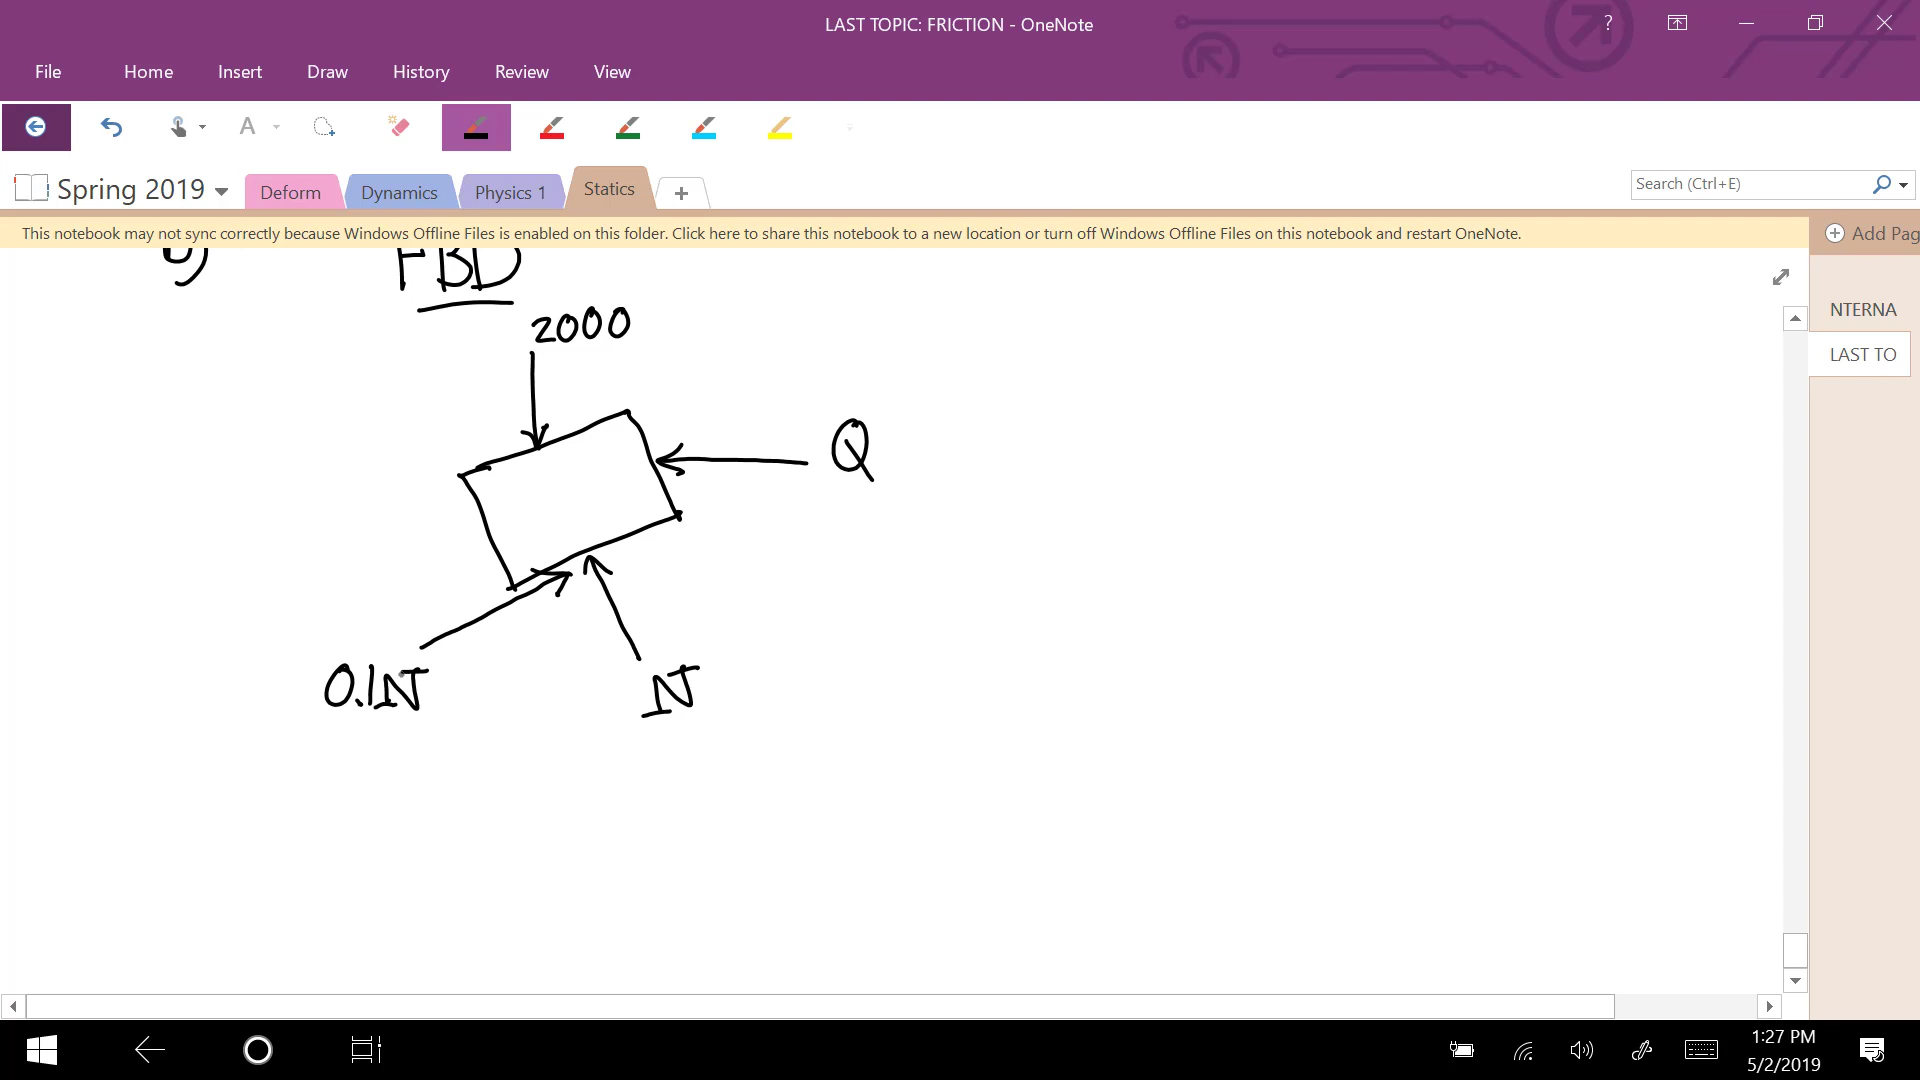 LAST TOPIC: FRICTION - OneNote
?
File Home Insert Draw History Review View
A
Spring 2019 Deform Dynamics Physics 1 Statics +
Search (Ctrl+E)
This notebook may not sync correctly because Windows Offline Files is enabled on this folder. Click here to share this notebook to a new location or turn off Windows Offline Files on this notebook and restart OneNote.
Add Pag
FBD
NTERNA
2000
LAST TO
Q
0.1N
N
1:27 PM
5/2/2019